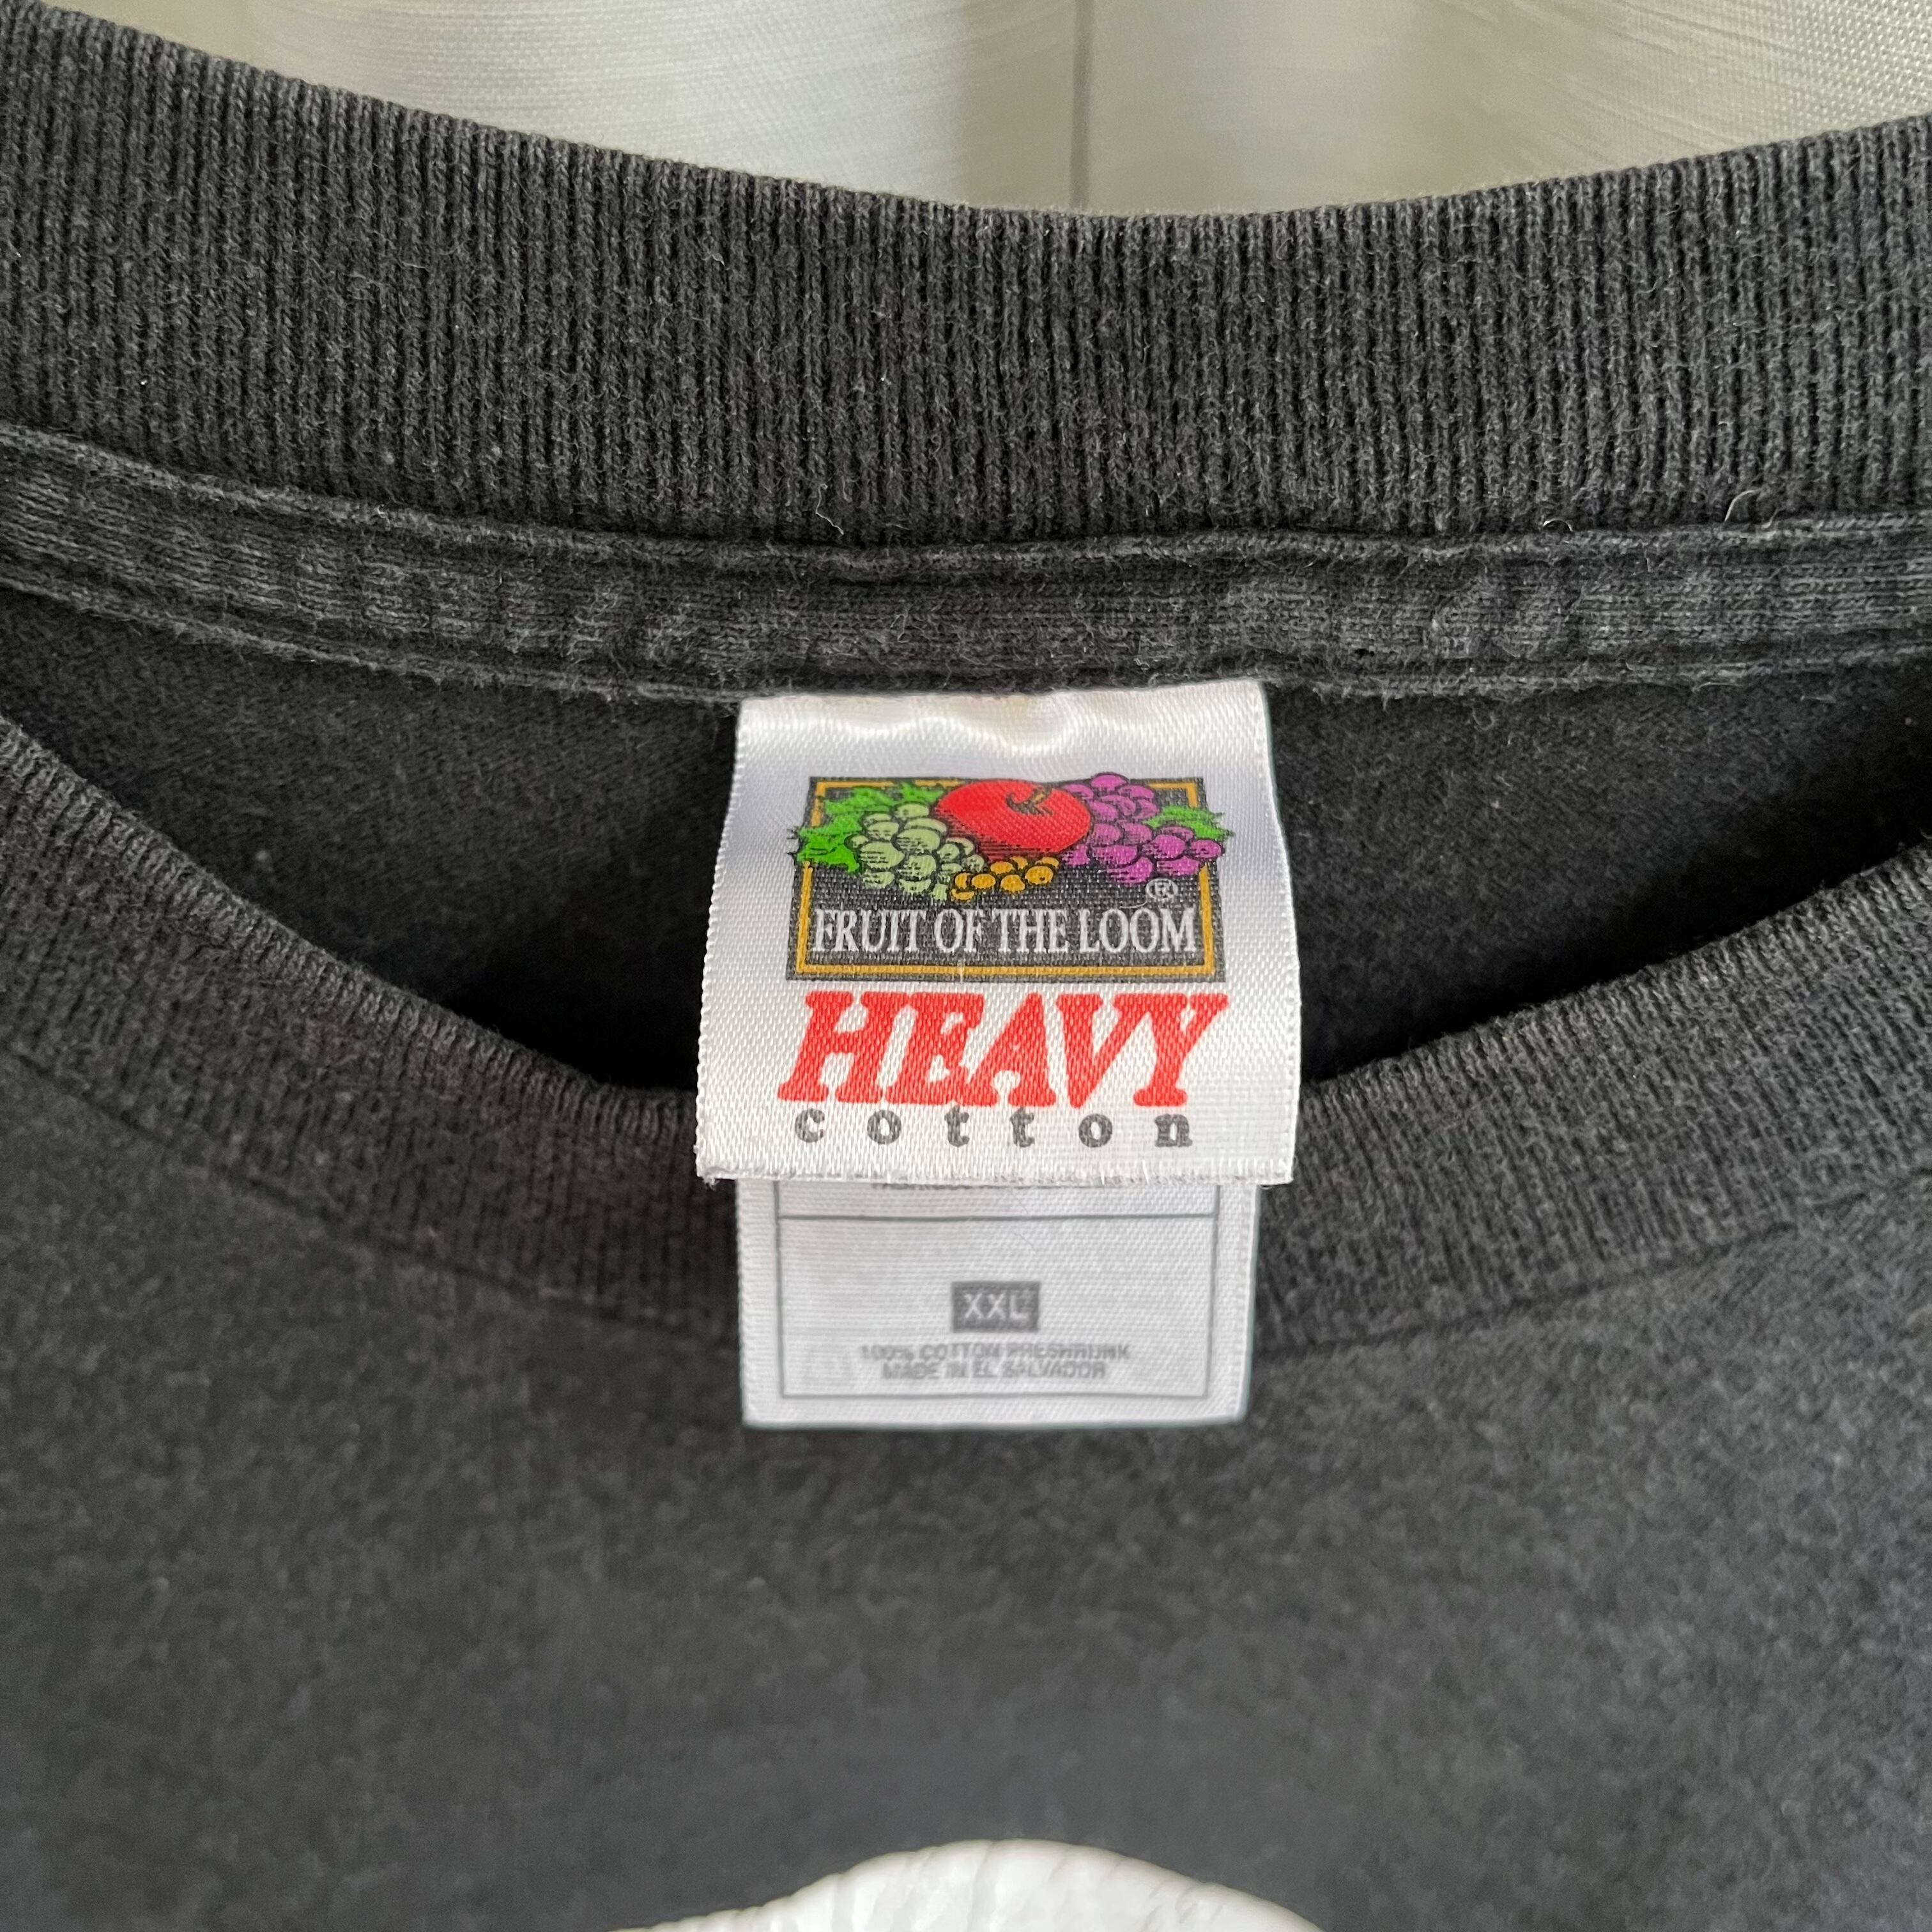 FRUIT OF THE LOOM ®
HEAVY
cotton
XXL
100% COTTON PRESHRUNK
MADE IN EL SALVADOR